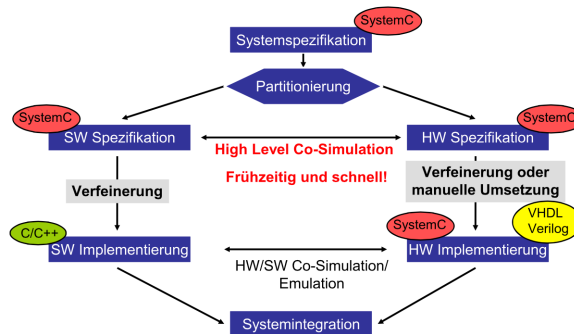 SystemC
Systemspezifikation
Partitionierung
SystemC
SW Spezifikation
SystemC
HW Spezifikation
High Level Co-Simulation
Frühzeitig und schnell!
Verfeinerung
Verfeinerung oder
manuelle Umsetzung
C/C++
SW Implementierung
SystemC
VHDL
Verilog
HW Implementierung
HW/SW Co-Simulation/
Emulation
Systemintegration